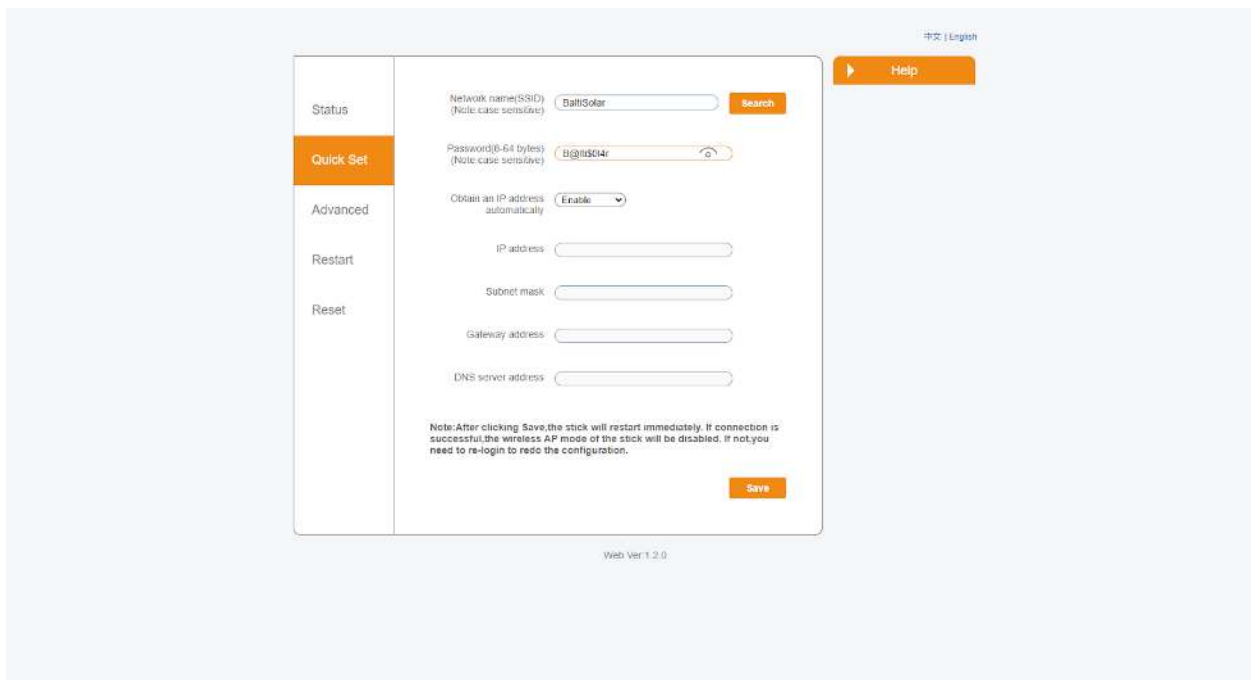 中文 | English
Help
Status
Quick Set
Advanced
Restart
Reset
Network name(SSID)
(Note:case sensitive)
BaltiSolar
Search
Password(8-64 bytes)
(Note:case sensitive)
Obtain an IP address
automatically
Enable
IP address
Subnet mask
Gateway address
DNS server address
Note:After clicking Save,the stick will restart immediately. If connection is
successful,the wireless AP mode of the stick will be disabled. If not,you
need to re-login to redo the configuration.
Save
Web Ver:1.2.0